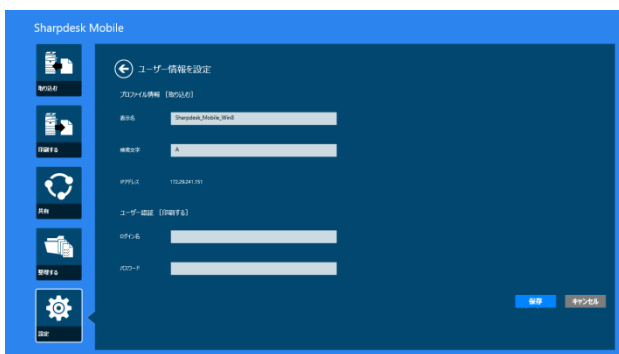 Sharpdesk Mobile
取り込む
印刷する
共有
整理する
設定
ユーザー情報を設定
プロファイル情報 [取り込む]
表示名
Sharpdesk_Mobile_Win8
検索文字
A
IPアドレス
172.29.241.151
ユーザー認証 [印刷する]
ログイン名
パスワード
保存
キャンセル